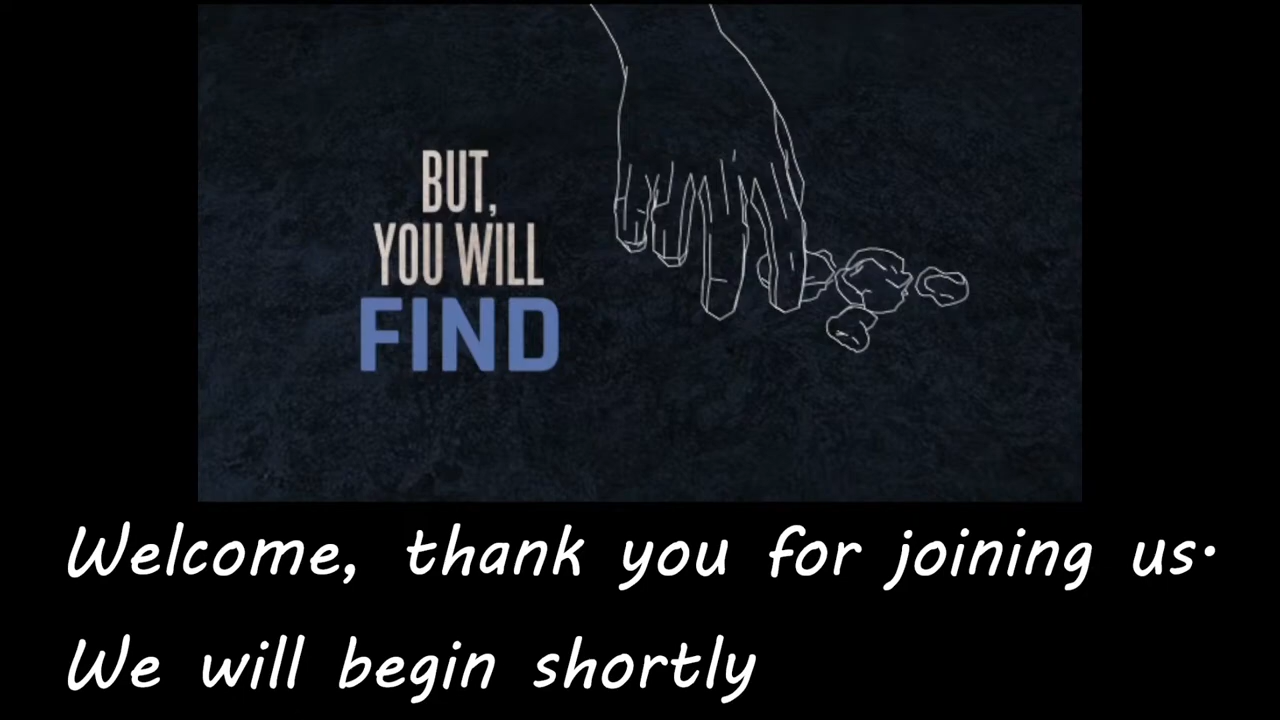 BUT,
YOU WILL
FIND
Welcome, thank you for joining us.
We will begin shortly